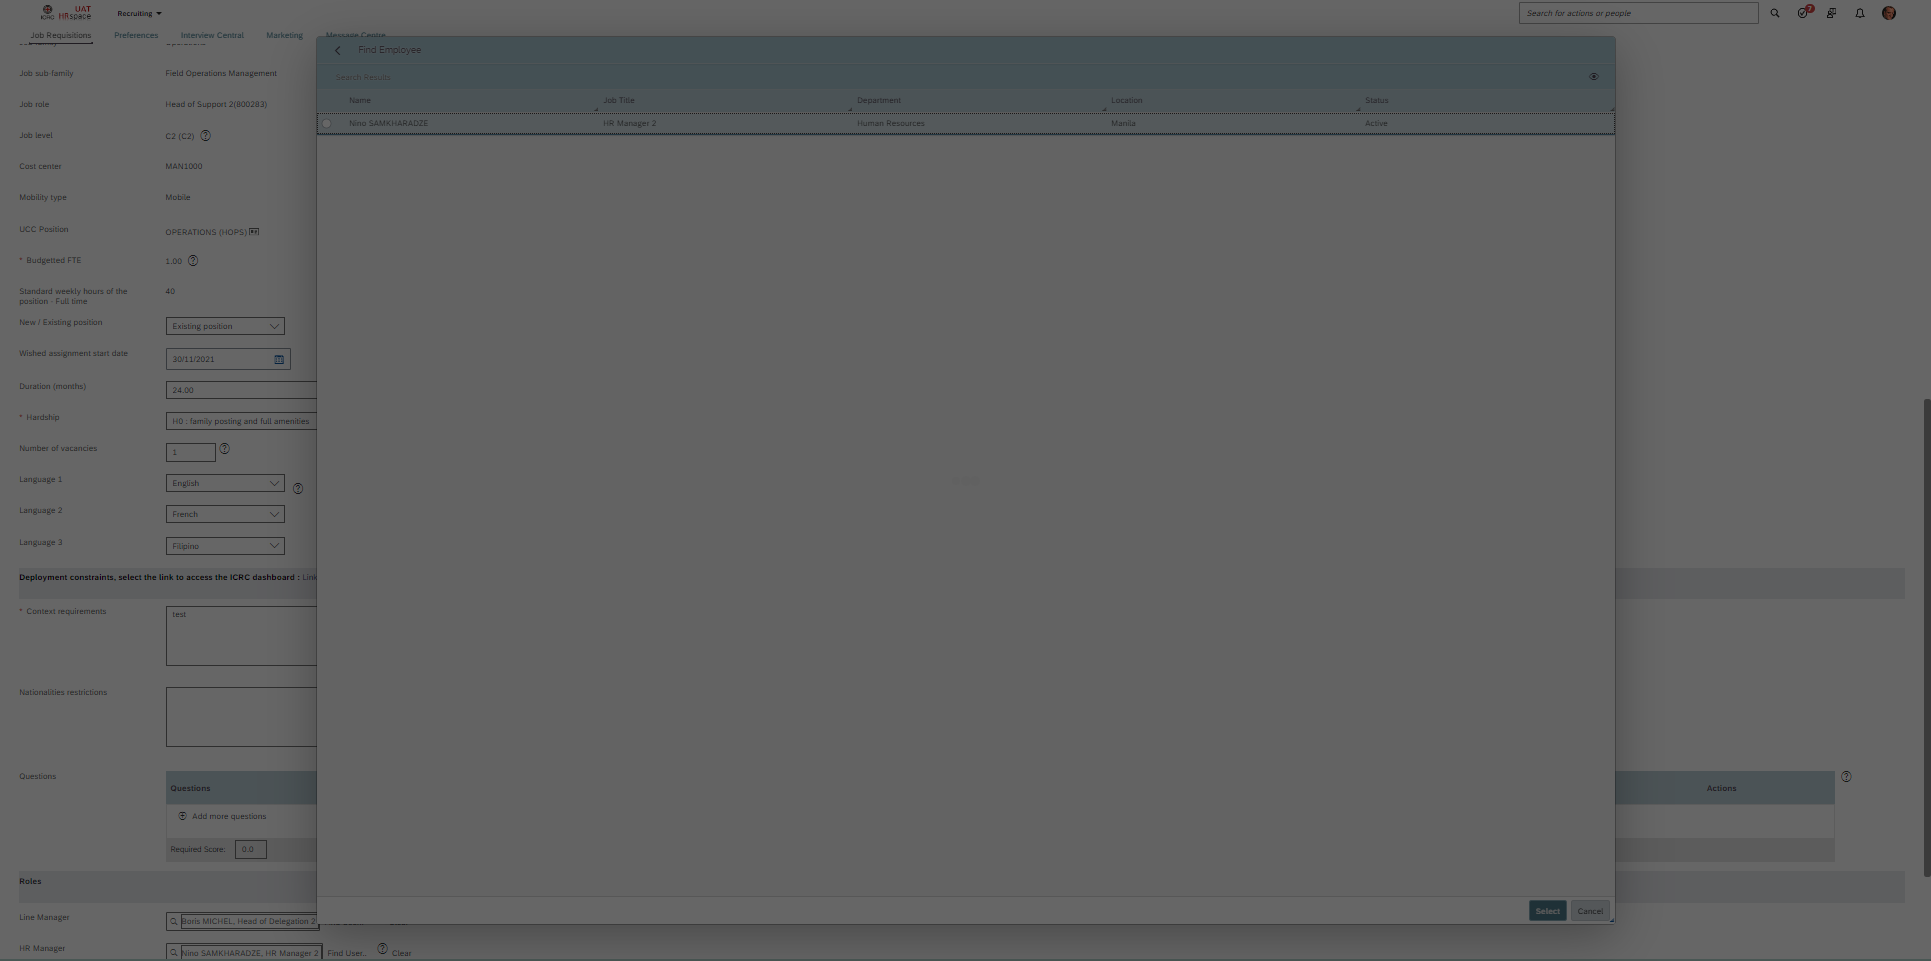 UAT
ICRC HRspace
Recruiting
Search for actions or people
7
Job Requisitions
Preferences
Interview Central
Marketing
Message Centre
Find Employee
Search Results
Name
Job Title
Department
Location
Status
Nino SAMKHARADZE
HR Manager 2
Human Resources
Manila
Active
Job sub-family
Field Operations Management
Job role
Head of Support 2(800283)
Job level
C2 (C2)
Cost center
MAN1000
Mobility type
Mobile
UCC Position
OPERATIONS (HOPS)
* Budgetted FTE
1.00
Standard weekly hours of the
position - Full time
40
New / Existing position
Existing position
Wished assignment start date
30/11/2021
Duration (months)
24.00
* Hardship
H0 : family posting and full amenities
Number of vacancies
1
Language 1
English
Language 2
French
Language 3
Filipino
Deployment constraints, select the link to access the ICRC dashboard : Link
* Context requirements
test
Nationalities restrictions
Questions
Questions
Actions
Add more questions
Required Score:
0.0
Roles
Line Manager
Boris MICHEL, Head of Delegation 2
Select
Cancel
HR Manager
Nino SAMKHARADZE, HR Manager 2
Find User..
Clear